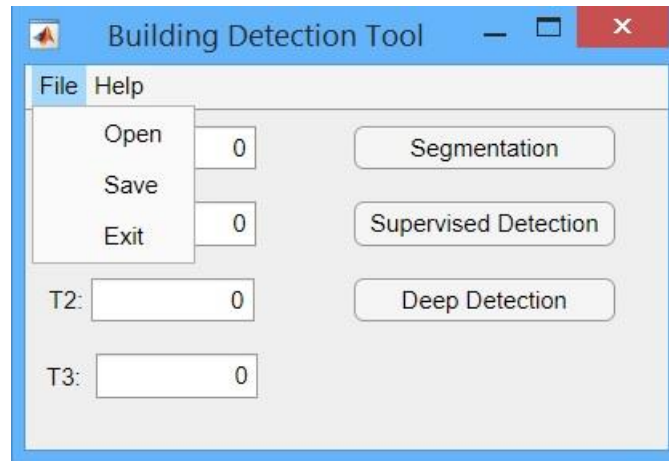 Building Detection Tool
File Help
Open
0
Segmentation
Save
0
Supervised Detection
Exit
T2: 0
Deep Detection
T3: 0